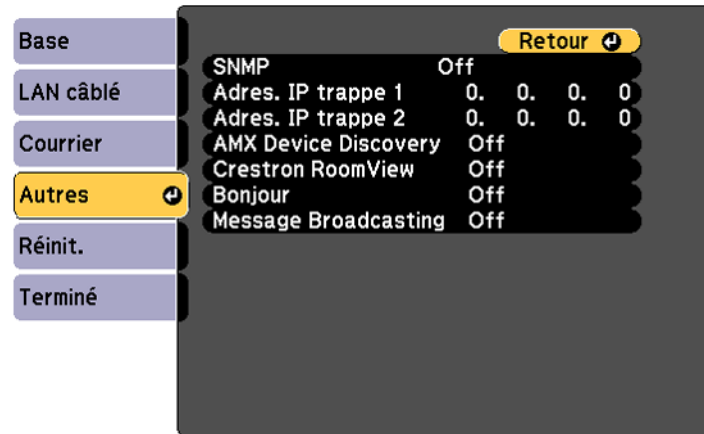 Base
LAN câblé
Courrier
Autres
Réinit.
Terminé
Retour
SNMP Off
Adres. IP trappe 1 0. 0. 0. 0
Adres. IP trappe 2 0. 0. 0. 0
AMX Device Discovery Off
Crestron RoomView Off
Bonjour Off
Message Broadcasting Off